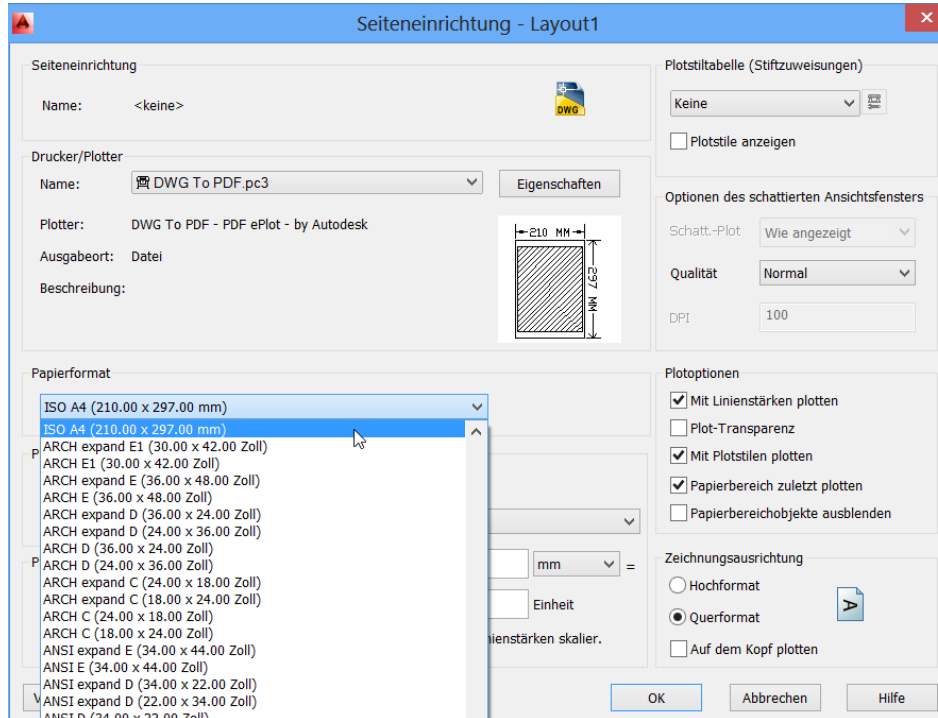 Seiteneinrichtung - Layout1
Seiteneinrichtung
Name: <keine>
DWG
Drucker/Plotter
Name: DWG To PDF.pc3
Eigenschaften
Plotter: DWG To PDF - PDF ePlot - by Autodesk
Ausgabeort: Datei
Beschreibung:
210 MM
297 MM
Papierformat
ISO A4 (210.00 x 297.00 mm)
ISO A4 (210.00 x 297.00 mm)
ARCH expand E1 (30.00 x 42.00 Zoll)
ARCH E1 (30.00 x 42.00 Zoll)
ARCH expand E (36.00 x 48.00 Zoll)
ARCH E (36.00 x 48.00 Zoll)
ARCH expand D (36.00 x 24.00 Zoll)
ARCH expand D (24.00 x 36.00 Zoll)
ARCH D (36.00 x 24.00 Zoll)
ARCH D (24.00 x 36.00 Zoll)
ARCH expand C (24.00 x 18.00 Zoll)
ARCH expand C (18.00 x 24.00 Zoll)
ARCH C (24.00 x 18.00 Zoll)
ARCH C (18.00 x 24.00 Zoll)
ANSI expand E (34.00 x 44.00 Zoll)
ANSI E (34.00 x 44.00 Zoll)
ANSI expand D (34.00 x 22.00 Zoll)
ANSI expand D (22.00 x 34.00 Zoll)
ANSI D (34.00 x 22.00 Zoll)
mm =
Einheit
skalier.
Plotstiltabelle (Stiftzuweisungen)
Keine
Plotstile anzeigen
Optionen des schattierten Ansichtsfensters
Schatt.-Plot Wie angezeigt
Qualität Normal
DPI 100
Plotoptionen
Mit Linienstärken plotten
Plot-Transparenz
Mit Plotstilen plotten
Papierbereich zuletzt plotten
Papierbereichobjekte ausblenden
Zeichnungsausrichtung
Hochformat
Querformat
A
Auf dem Kopf plotten
OK Abbrechen Hilfe